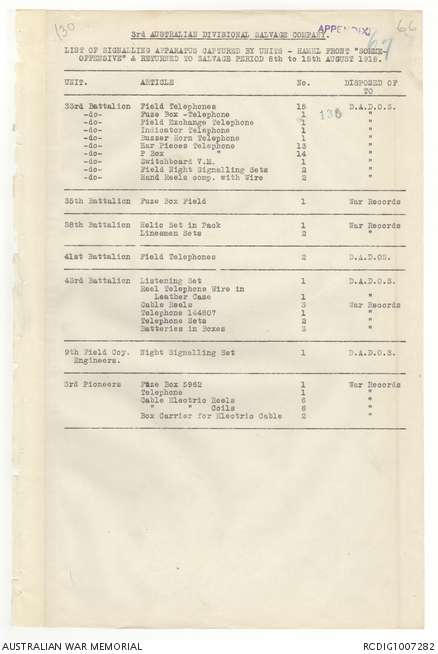 130
APPENDIX
66
67
3rd AUSTRALIAN DIVISIONAL SALVAGE COMPANY.
LIST OF SIGNALLING APPARATUS CAPTURED BY UNITS - HAMEL FRONT "SOMME-
OFFENSIVE" & RETURNED TO SALVAGE PERIOD 8th to 15th AUGUST 1918.
UNIT. ARTICLE No. DISPOSED OF
TO
33rd Battalion Field Telephones 15 D.A.D.O.S.
-do- Fuze Box -Telephone 1 "
-do- Field Exchange Telephone 1 "
-do- Indicator Telephone 1 "
-do- Buzzer Horn Telephone 1 "
-do- Ear Pieces Telephone 13 "
-do- P Box " 14 "
-do- Switchboard V.M. 1 "
-do- Field Night Signalling Sets 2 "
-do- Hand Reels comp. with Wire 2 "
35th Battalion Fuze Box Field 1 War Records
38th Battalion Helio Set in Pack 1 War Records
Linesmen Sets 2 "
41st Battalion Field Telephones 2 D.A.D.OS.
43rd Battalion Listening Set 1 D.A.D.O.S.
Reel Telephone Wire in
Leather Case 1 "
Cable Reels 3 War Records
Telephone 144807 1 "
Telephone Sets 2 "
Batteries in Boxes 3 "
9th Field Coy. Night Signalling Set 1 D.A.D.O.S.
Engineers.
3rd Pioneers Fuze Box 5962 1 War Records
Telephone 1 "
Cable Electric Reels 6 "
" " Coils 6 "
Box Carrier for Electric Cable 2 "
AUSTRALIAN WAR MEMORIAL RCDIG1007282